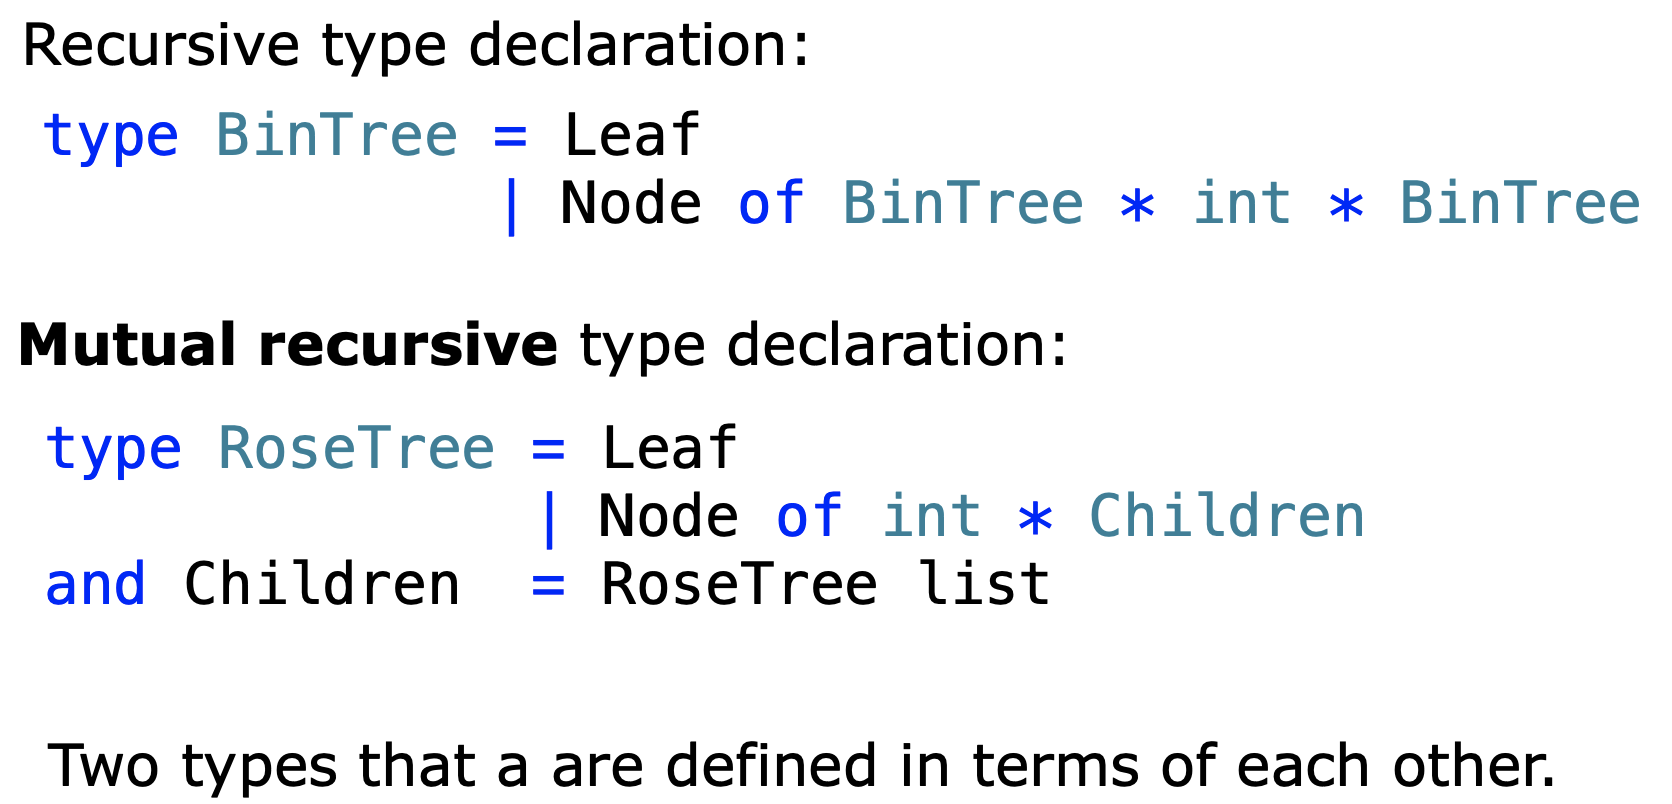 Recursive type declaration:
type BinTree = Leaf
| Node of BinTree * int * BinTree
Mutual recursive type declaration:
type RoseTree = Leaf
| Node of int * Children
and Children = RoseTree list
Two types that a are defined in terms of each other.